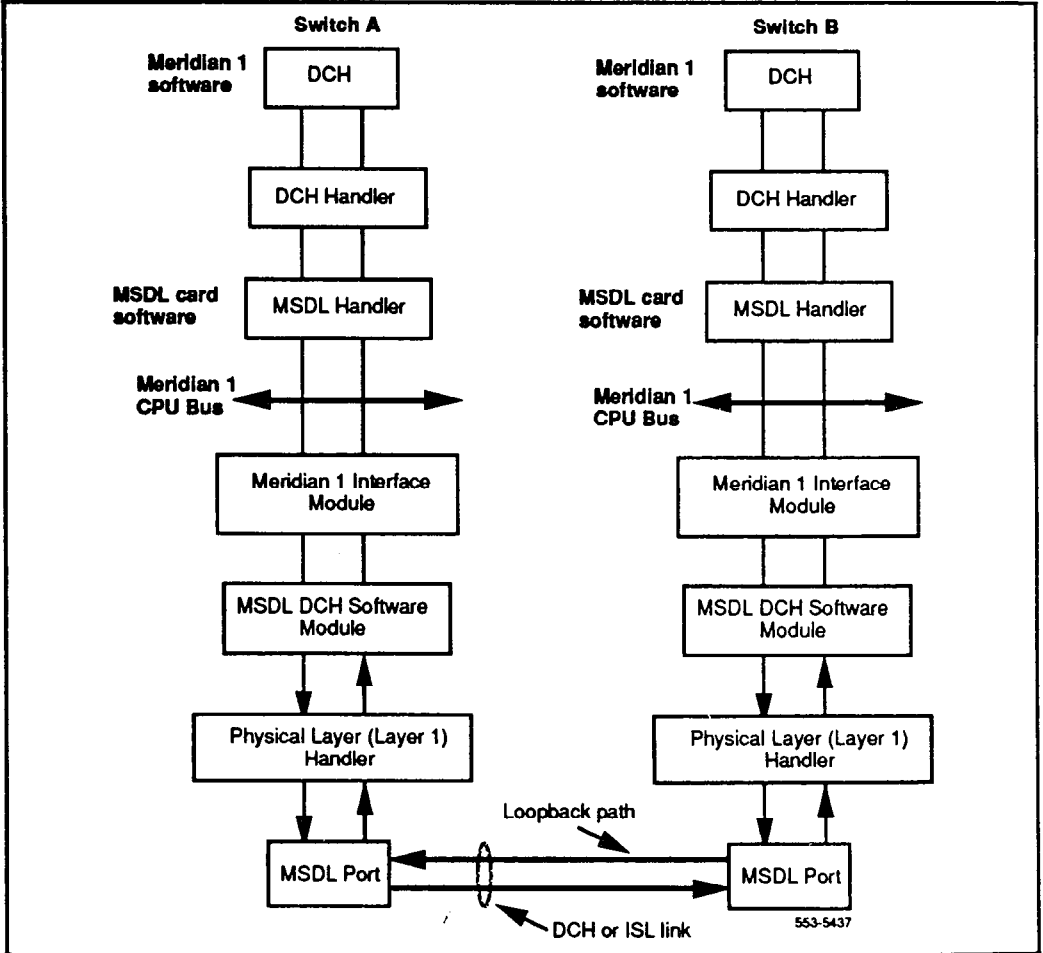 Switch A
Meridian 1
software
DCH
DCH Handler
MSDL card
software
MSDL Handler
Meridian 1
CPU Bus
Meridian 1 Interface
Module
MSDL DCH Software
Module
Physical Layer (Layer 1)
Handler
MSDL Port
Switch B
Meridian 1
software
DCH
DCH Handler
MSDL card
software
MSDL Handler
Meridian 1
CPU Bus
Meridian 1 Interface
Module
MSDL DCH Software
Module
Physical Layer (Layer 1)
Handler
MSDL Port
Loopback path
DCH or ISL link
553-5437